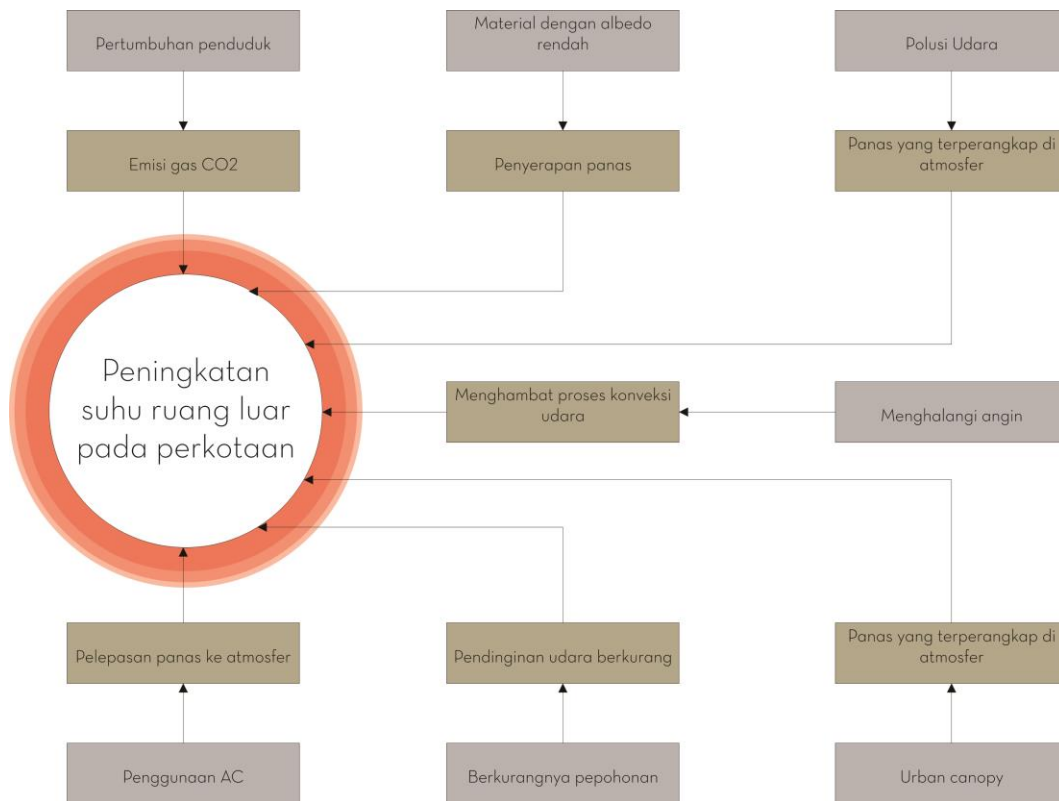 Pertumbuhan penduduk
Material dengan albedo
rendah
Polusi Udara
Emisi gas CO2
Penyerapan panas
Panas yang terperangkap di
atmosfer
Peningkatan
suhu ruang luar
pada perkotaan
Menghambat proses konveksi
udara
Menghalangi angin
Pelepasan panas ke atmosfer
Pendinginan udara berkurang
Panas yang terperangkap di
atmosfer
Penggunaan AC
Berkurangnya pepohonan
Urban canopy